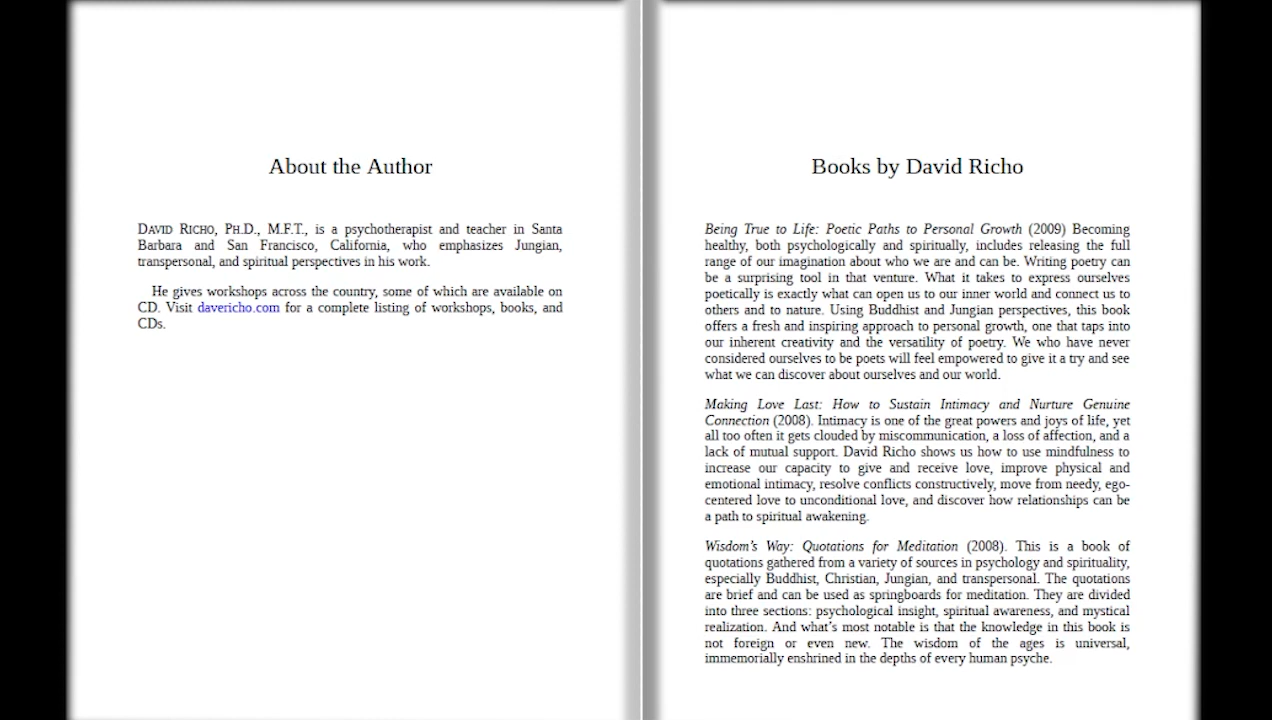 About the Author
DAVID RICHO, PH.D., M.F.T., is a psychotherapist and teacher in Santa
Barbara and San Francisco, California, who emphasizes Jungian,
transpersonal, and spiritual perspectives in his work.
He gives workshops across the country, some of which are available on
CD. Visit davericho.com for a complete listing of workshops, books, and
CDs.
Books by David Richo
Being True to Life: Poetic Paths to Personal Growth (2009) Becoming
healthy, both psychologically and spiritually, includes releasing the full
range of our imagination about who we are and can be. Writing poetry can
be a surprising tool in that venture. What it takes to express ourselves
poetically is exactly what can open us to our inner world and connect us to
others and to nature. Using Buddhist and Jungian perspectives, this book
offers a fresh and inspiring approach to personal growth, one that taps into
our inherent creativity and the versatility of poetry. We who have never
considered ourselves to be poets will feel empowered to give it a try and see
what we can discover about ourselves and our world.
Making Love Last: How to Sustain Intimacy and Nurture Genuine
Connection (2008). Intimacy is one of the great powers and joys of life, yet
all too often it gets clouded by miscommunication, a loss of affection, and a
lack of mutual support. David Richo shows us how to use mindfulness to
increase our capacity to give and receive love, improve physical and
emotional intimacy, resolve conflicts constructively, move from needy, ego-
centered love to unconditional love, and discover how relationships can be
a path to spiritual awakening.
Wisdom's Way: Quotations for Meditation (2008). This is a book of
quotations gathered from a variety of sources in psychology and spirituality,
especially Buddhist, Christian, Jungian, and transpersonal. The quotations
are brief and can be used as springboards for meditation. They are divided
into three sections: psychological insight, spiritual awareness, and mystical
realization. And what's most notable is that the knowledge in this book is
not foreign or even new. The wisdom of the ages is universal,
immemorially enshrined in the depths of every human psyche.